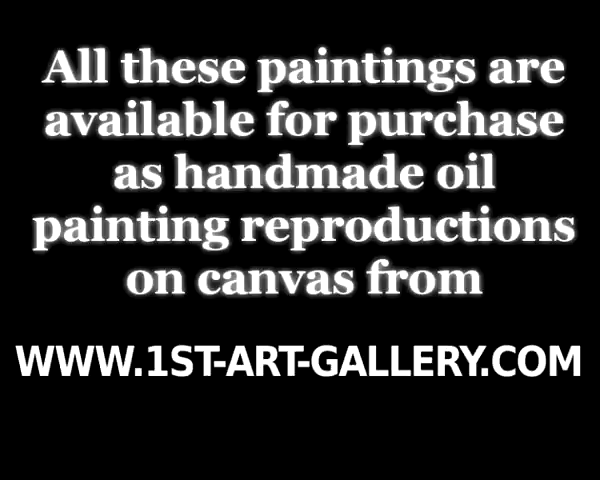 All these paintings are
available for purchase
as handmade oil
painting reproductions
on canvas from
WWW.1ST-ART-GALLERY.COM